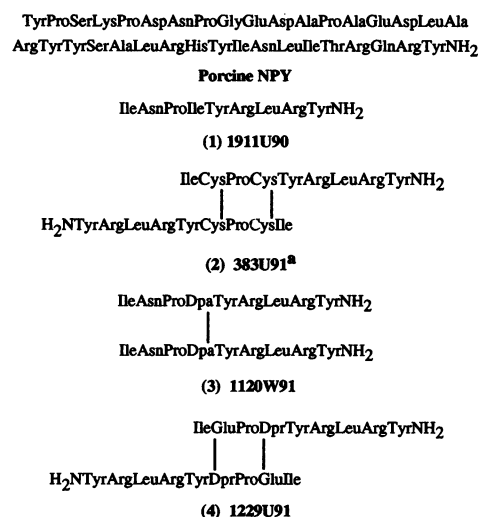 TyrProSerLysProAspAsnProGlyGluAspAlaProAlaGluAspLeuAla
ArgTyrTyrSerAlaLeuArgHisTyrIleAsnLeuIleThrArgGlnArgTyrNH2
Porcine NPY
IleAsnProIleTyrArgLeuArgTyrNH2
(1) 1911U90
IleCysProCysTyrArgLeuArgTyrNH2
H2NTyrArgLeuArgTyrCysProCysIle
(2) 383U91a
IleAsnProDpaTyrArgLeuArgTyrNH2
IleAsnProDpaTyrArgLeuArgTyrNH2
(3) 1120W91
IleGluProDprTyrArgLeuArgTyrNH2
H2NTyrArgLeuArgTyrDprProGluIle
(4) 1229U91